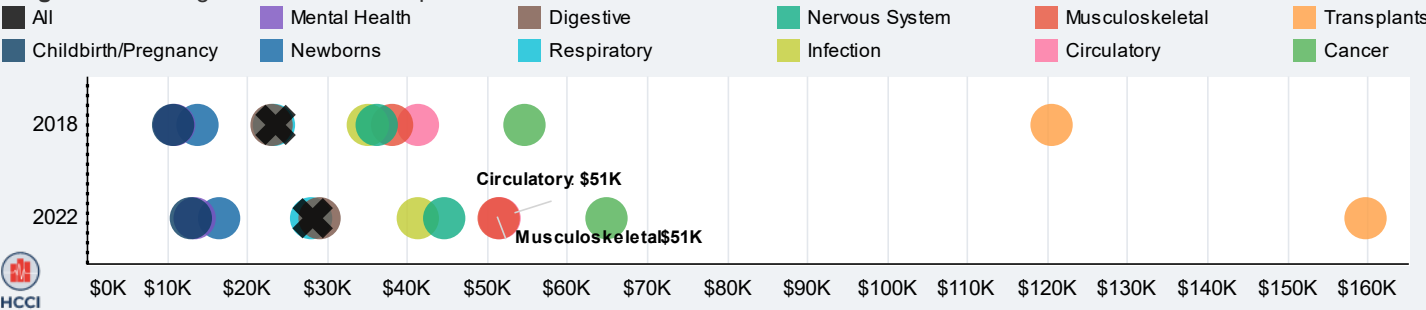 All Mental Health Digestive Nervous System Musculoskeletal Transplants
Childbirth/Pregnancy Newborns Respiratory Infection Circulatory Cancer
2018
Circulatory: $51K
2022
Musculoskeletal$51K
$0K $10K $20K $30K $40K $50K $60K $70K $80K $90K $100K $110K $120K $130K $140K $150K $160K
HCCI